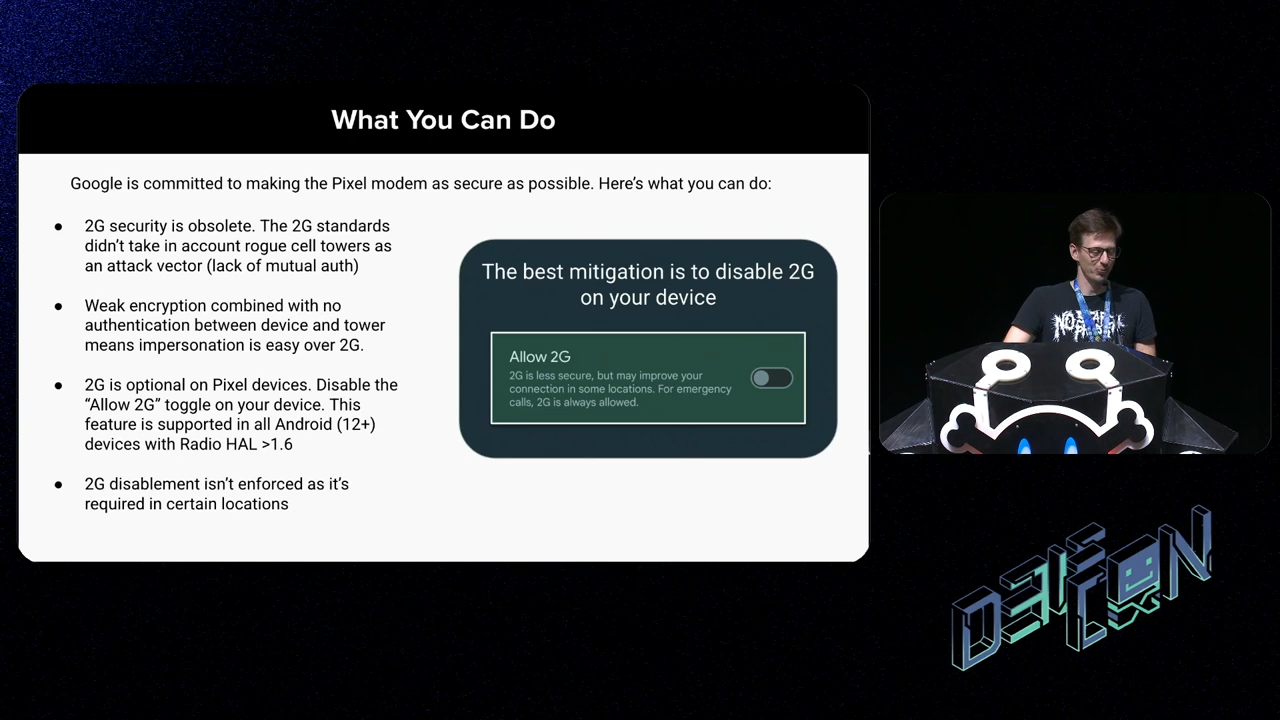 What You Can Do
Google is committed to making the Pixel modem as secure as possible. Here's what you can do:
● 2G security is obsolete. The 2G standards
didn't take in account rogue cell towers as
an attack vector (lack of mutual auth)
● Weak encryption combined with no
authentication between device and tower
means impersonation is easy over 2G.
● 2G is optional on Pixel devices. Disable the
“Allow 2G” toggle on your device. This
feature is supported in all Android (12+)
devices with Radio HAL >1.6
● 2G disablement isn't enforced as it's
required in certain locations
The best mitigation is to disable 2G
on your device
Allow 2G
2G is less secure, but may improve your
connection in some locations. For emergency
calls, 2G is always allowed.
DEF
CON